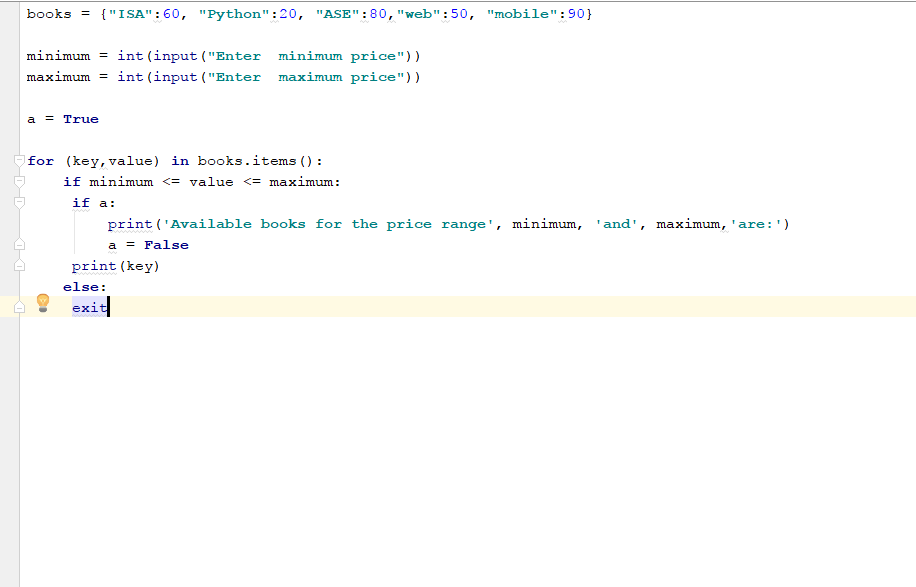 books = {"ISA":60, "Python":20, "ASE":80,"web":50, "mobile":90}
minimum = int(input("Enter  minimum price"))
maximum = int(input("Enter  maximum price"))
a = True
for (key,value) in books.items():
    if minimum <= value <= maximum:
     if a:
         print('Available books for the price range', minimum, 'and', maximum,'are:')
         a = False
     print(key)
    else:
     exit